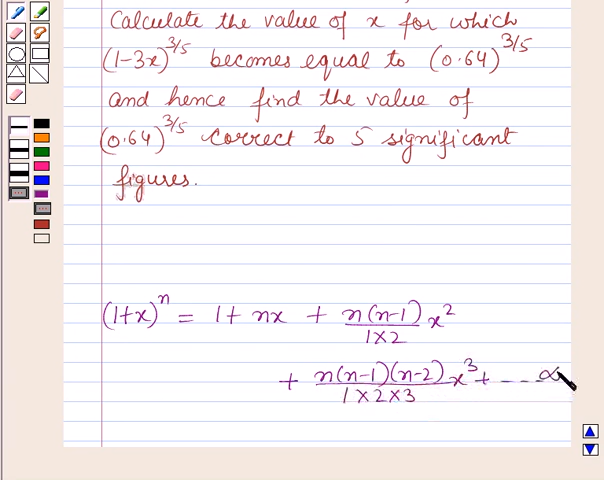 Calculate the value of x for which
(1-3x)^3/5 becomes equal to (0.64)^3/5
and hence find the value of
(0.64)^3/5 correct to 5 significant
figures.
(1+x)^n = 1 + nx + n(n-1)/1×2 x^2
+ n(n-1)(n-2)/1×2×3 x^3 + --- ∞